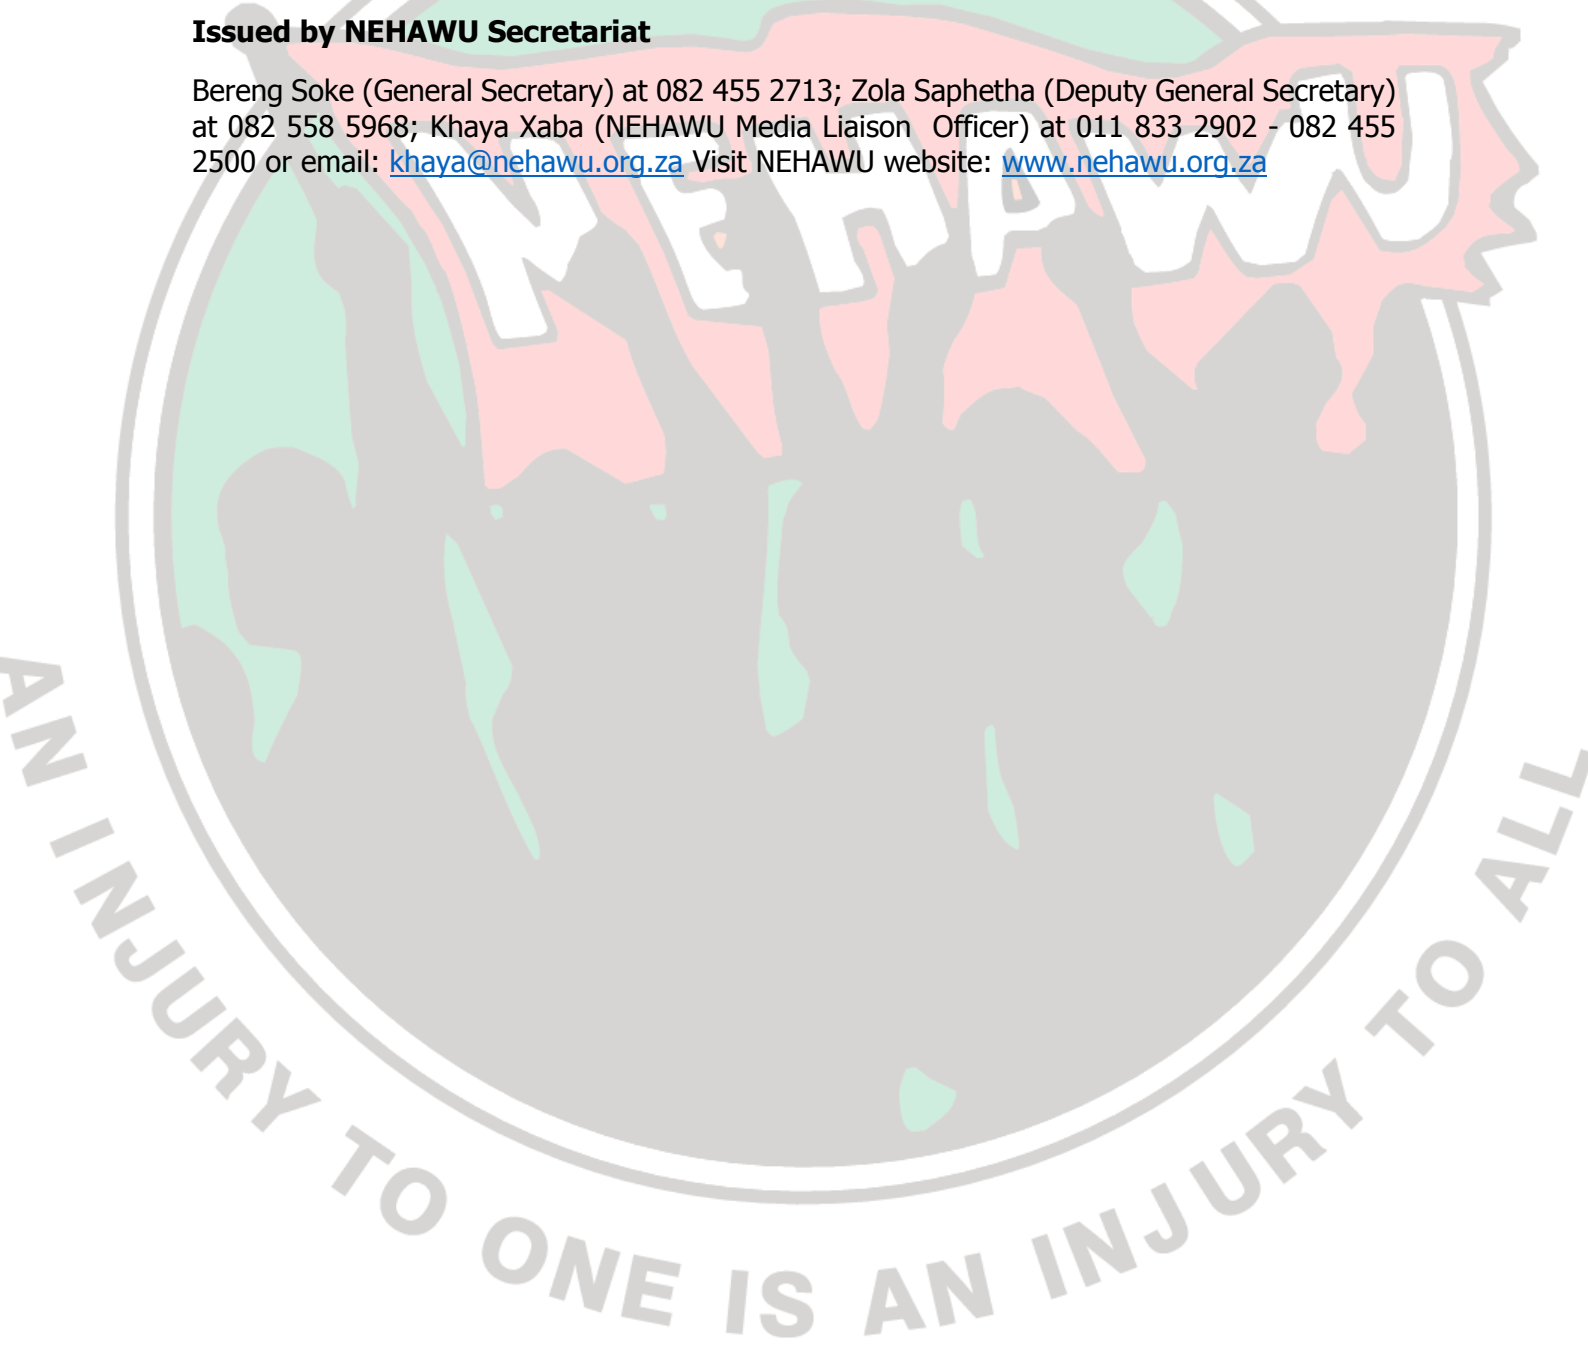 Issued by NEHAWU Secretariat
Bereng Soke (General Secretary) at 082 455 2713; Zola Saphetha (Deputy General Secretary)
at 082 558 5968; Khaya Xaba (NEHAWU Media Liaison Officer) at 011 833 2902 - 082 455
2500 or email: khaya@nehawu.org.za Visit NEHAWU website: www.nehawu.org.za
NEHAWU
AN INJURY TO ONE IS AN INJURY TO ALL